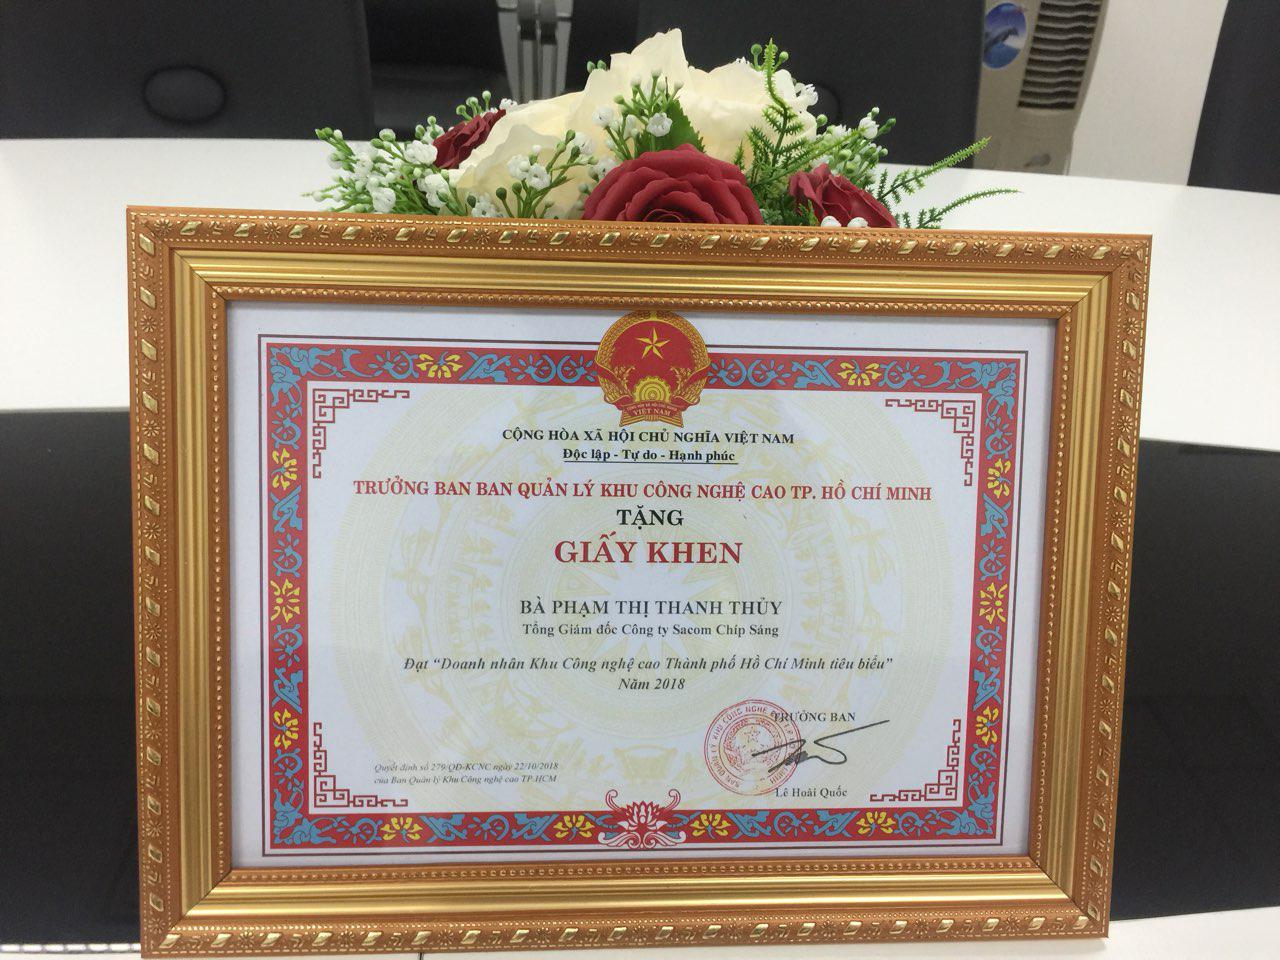 VIỆT NAM
CỘNG HÒA XÃ HỘI CHỦ NGHĨA VIỆT NAM
Độc lập - Tự do - Hạnh phúc
TRƯỞNG BAN BAN QUẢN LÝ KHU CÔNG NGHỆ CAO TP. HỒ CHÍ MINH
TẶNG
GIẤY KHEN
BÀ PHẠM THỊ THANH THỦY
Tổng Giám đốc Công ty Sacom Chíp Sáng
Đạt “Doanh nhân Khu Công nghệ cao Thành phố Hồ Chí Minh tiêu biểu”
Năm 2018
TRƯỞNG BAN
Quyết định số 279/QĐ-KCNC ngày 22/10/2018
của Ban Quản lý Khu Công nghệ cao TP.HCM
Lê Hoài Quốc